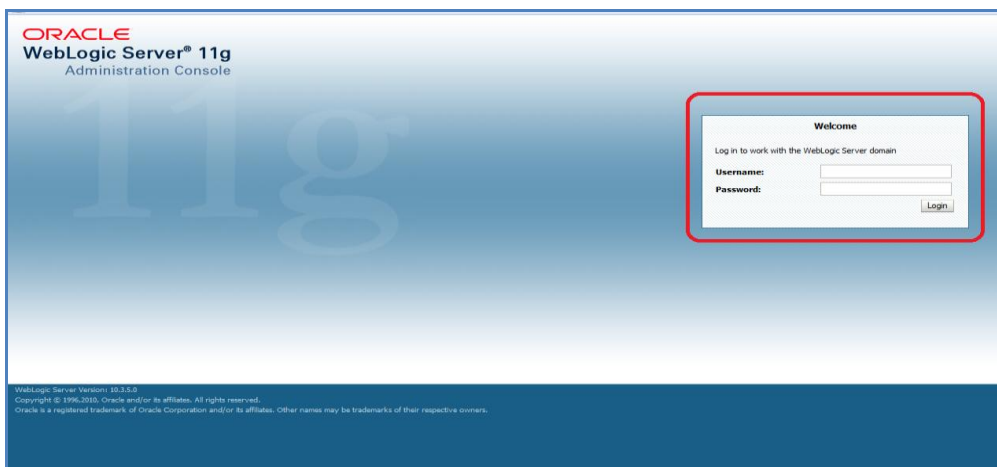 ORACLE
WebLogic Server® 11g
Administration Console
11g
Welcome
Log in to work with the WebLogic Server domain
Username:
Password:
Login
WebLogic Server Version: 10.3.5.0
Copyright © 1996,2010, Oracle and/or its affiliates. All rights reserved.
Oracle is a registered trademark of Oracle Corporation and/or its affiliates. Other names may be trademarks of their respective owners.